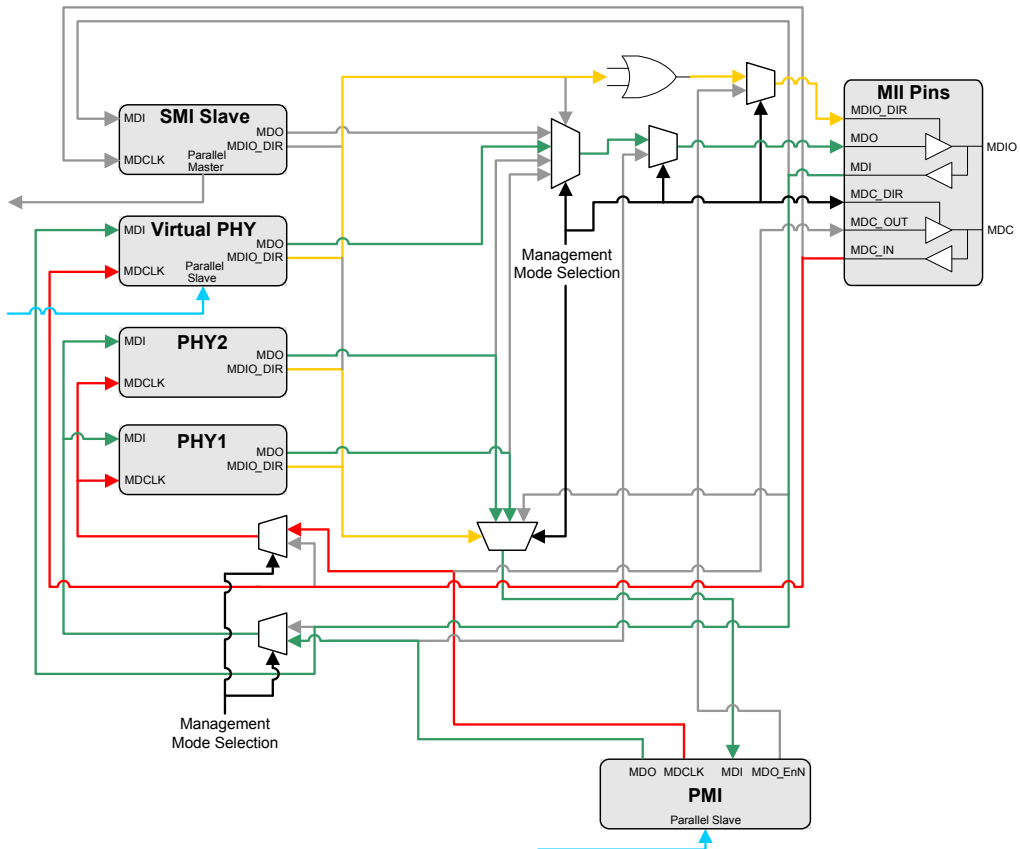 MII Pins
MDIO_DIR
MDO
MDI
MDC_DIR
MDC_OUT
MDC_IN
MDIO
MDC
MDI
SMI Slave
MDO
MDIO_DIR
MDCLK
Parallel
Master
MDI
Virtual PHY
MDO
MDIO_DIR
MDCLK
Parallel
Slave
Management
Mode Selection
MDI
PHY2
MDO
MDIO_DIR
MDCLK
MDI
PHY1
MDO
MDIO_DIR
MDCLK
Management
Mode Selection
MDO
MDCLK
MDI
MDO_EnN
PMI
Parallel Slave